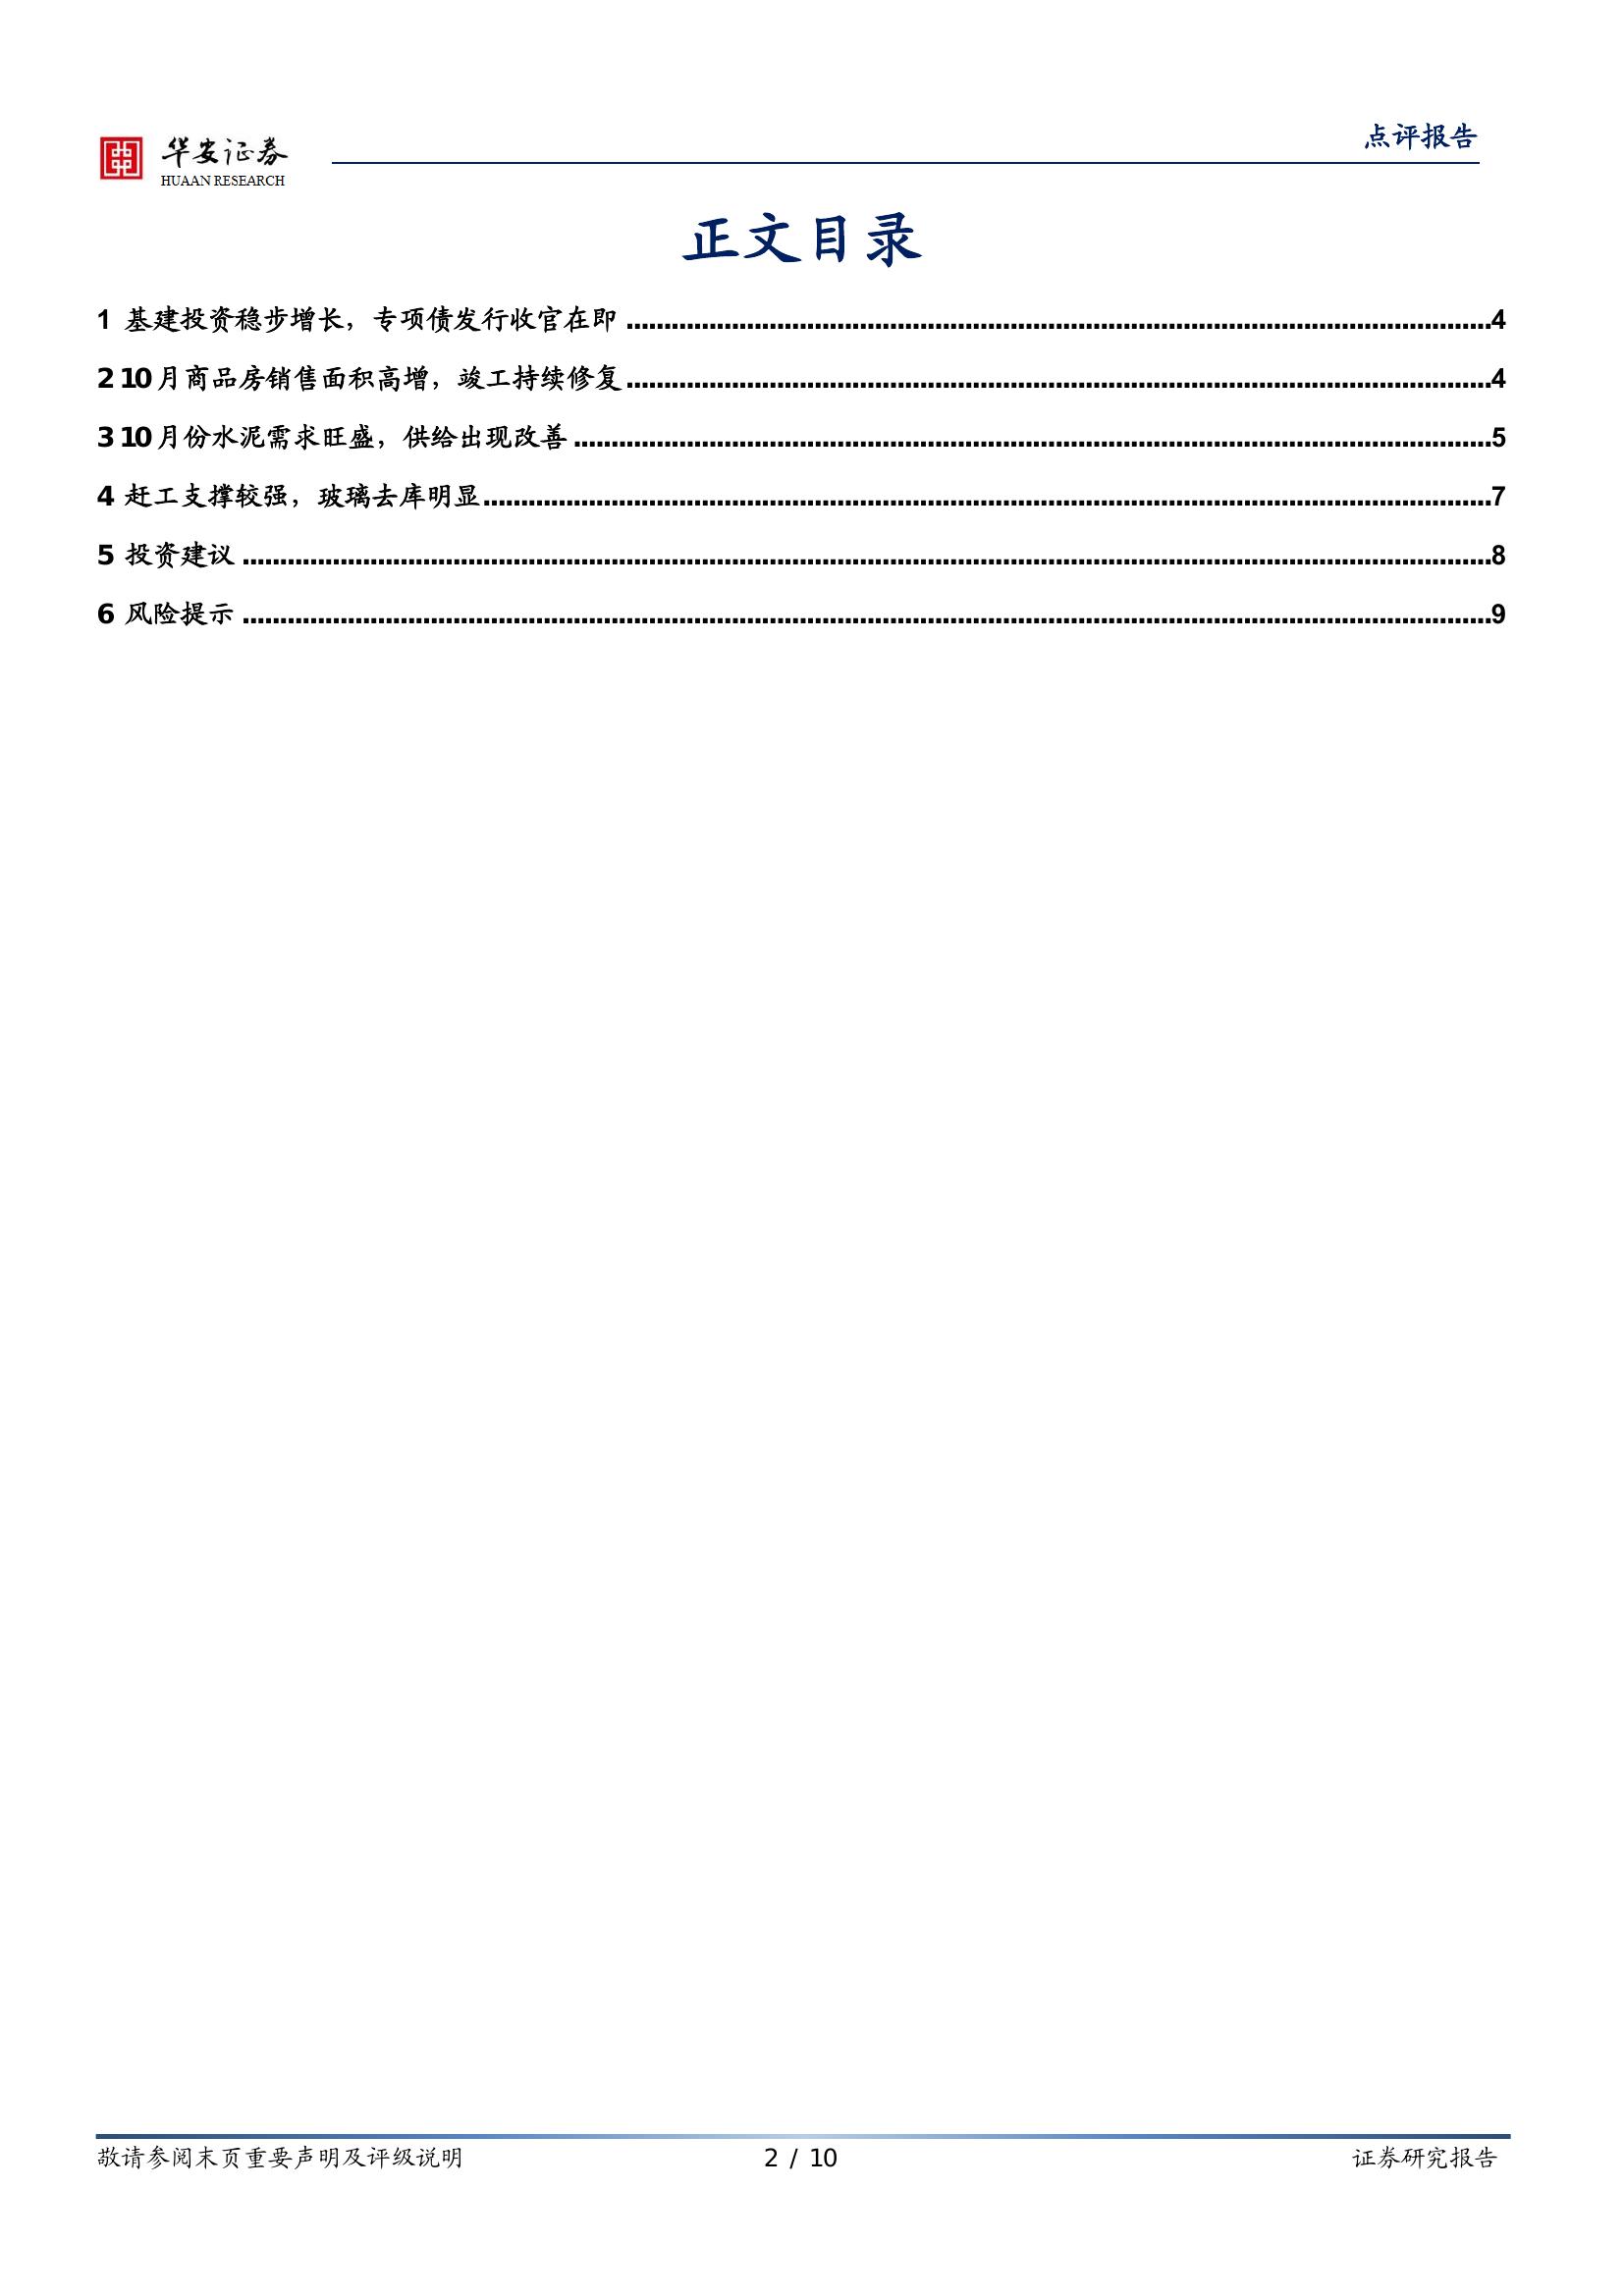 华安证券
HUAAN RESEARCH
点评报告
正文目录
1 基建投资稳步增长，专项债发行收官在即 ........................................ 4
2 10 月商品房销售面积高增，竣工持续修复 ........................................ 4
3 10 月份水泥需求旺盛，供给出现改善 ........................................ 5
4 赶工支撑较强，玻璃去库明显 ........................................ 7
5 投资建议 ........................................ 8
6 风险提示 ........................................ 9
敬请参阅末页重要声明及评级说明
2 / 10
证券研究报告